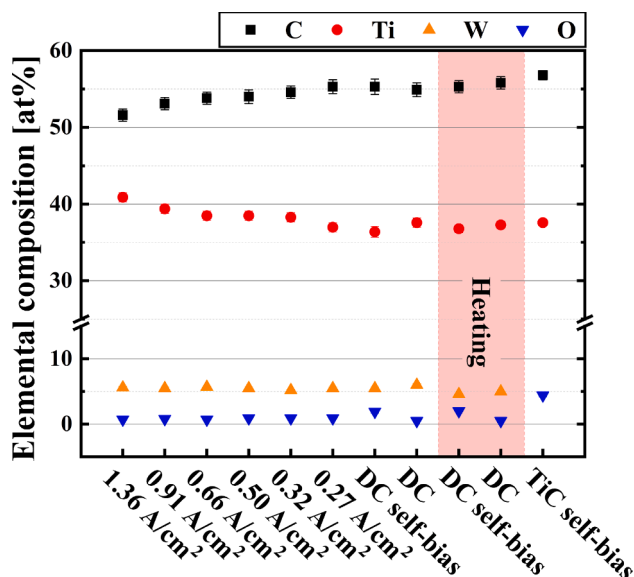 C Ti W O
Elemental composition [at%]
60
50
40
30
10
0
Heating
1.36 A/cm²
0.91 A/cm²
0.66 A/cm²
0.50 A/cm²
0.32 A/cm²
0.27 A/cm²
DC self-bias
DC
DC self-bias
DC
TiC self-bias